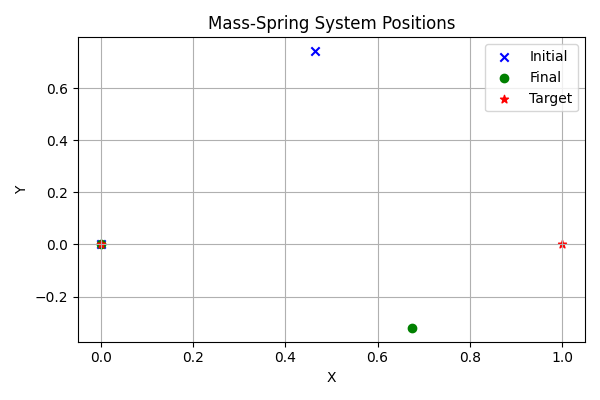 Mass-Spring System Positions
Initial
Final
Target
Y
0.6
0.4
0.2
0.0
−0.2
0.0 0.2 0.4 0.6 0.8 1.0
X